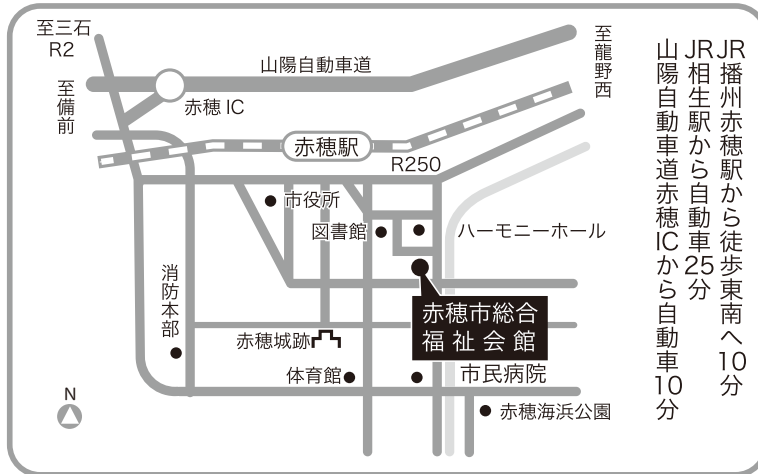 至三石
R2
至備前
山陽自動車道
赤穂IC
至龍野西
赤穂駅
R250
市役所
図書館
ハーモニーホール
消防本部
赤穂市総合
福祉会館
赤穂城跡
体育館
市民病院
赤穂海浜公園
N
JR播州赤穂駅から徒歩東南へ10分
JR相生駅から自動車25分
山陽自動車道赤穂ICから自動車10分